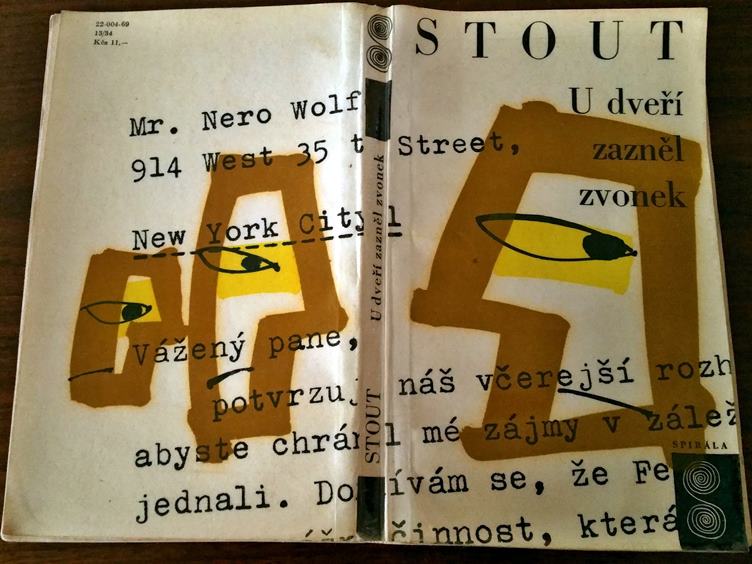 22-004-69
13/34
Kčs 11,—
Mr. Nero Wolf
914 West 35 t Street,
New York City 1
Vážený pane,
potvrzuj náš včerejší rozh
abyste chrán l mé zájmy v zálež
jednali. Do ívám se, že Fe
činnost, která
STOUT
U dveří zazněl zvonek
STOUT
U dveří
zazněl
zvonek
SPIRÁLA